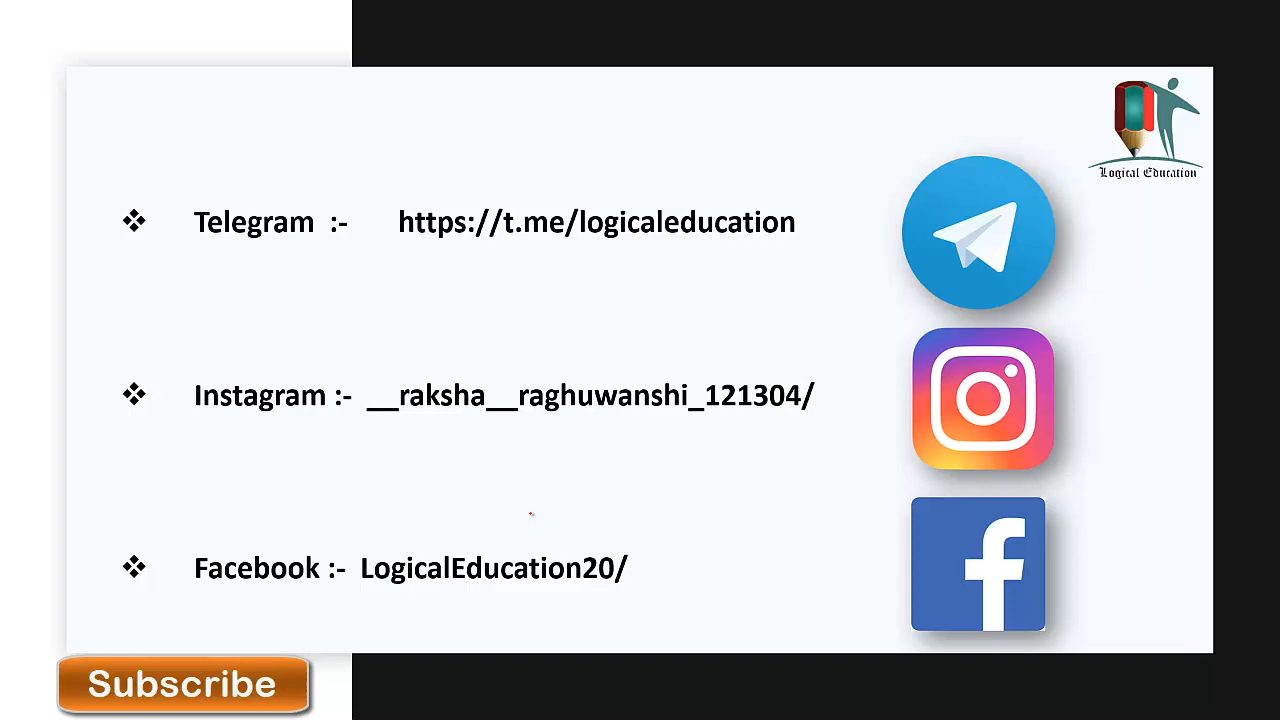 Logical Education
❖ Telegram :- https://t.me/logicaleducation
❖ Instagram :- __raksha__raghuwanshi_121304/
❖ Facebook :- LogicalEducation20/
Subscribe